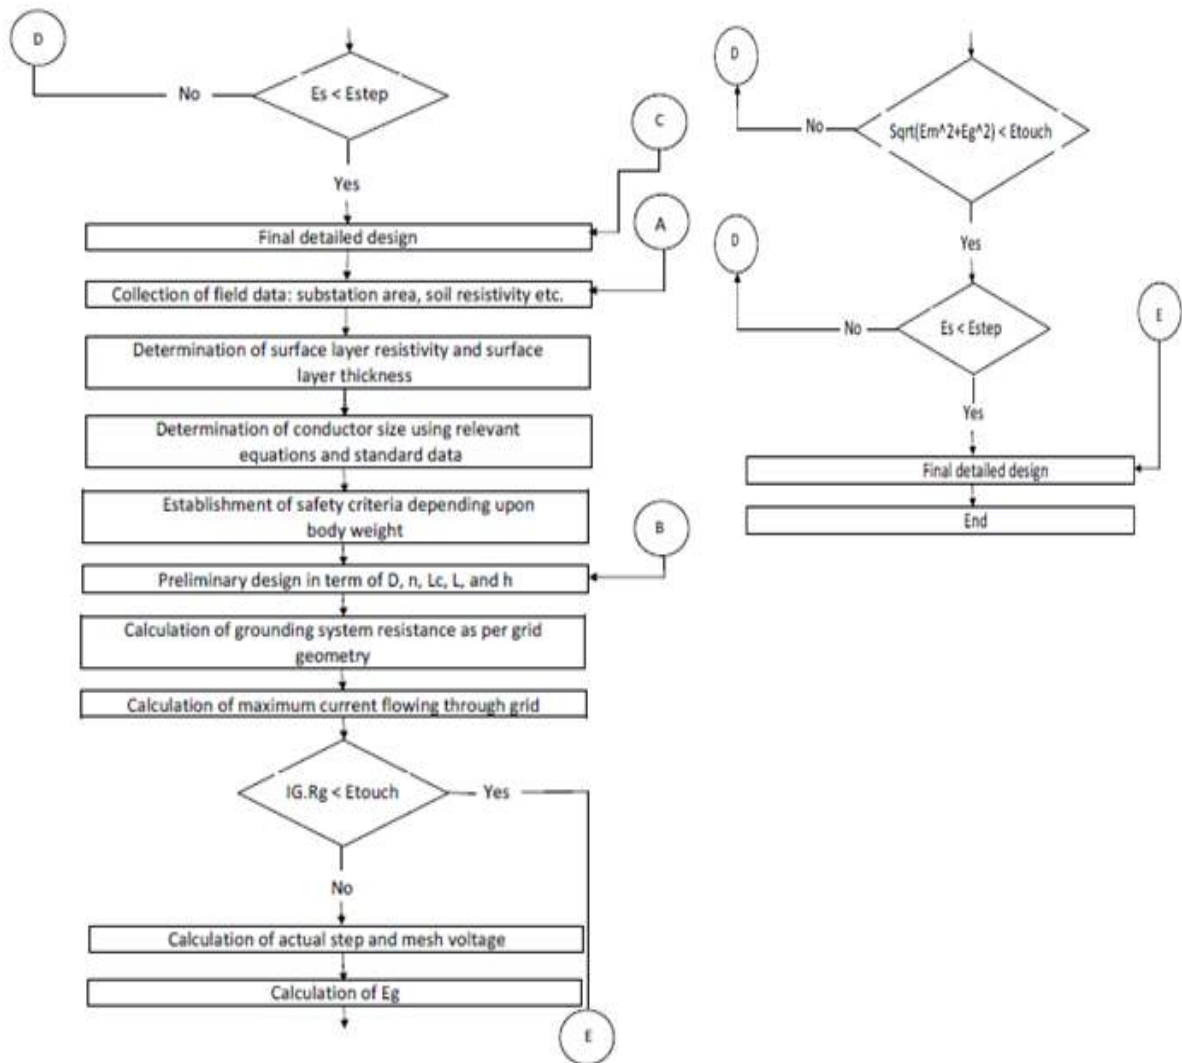 D
No
Es < Estep
Yes
C
Final detailed design
A
Collection of field data: substation area, soil resistivity etc.
Determination of surface layer resistivity and surface
layer thickness
Determination of conductor size using relevant
equations and standard data
Establishment of safety criteria depending upon
body weight
B
Preliminary design in term of D, n, Lc, L, and h
Calculation of grounding system resistance as per grid
geometry
Calculation of maximum current flowing through grid
IG.Rg < Etouch
Yes
No
Calculation of actual step and mesh voltage
Calculation of Eg
E
D
No
Sqrt(Em^2+Eg^2) < Etouch
Yes
D
No
Es < Estep
E
Yes
Final detailed design
End